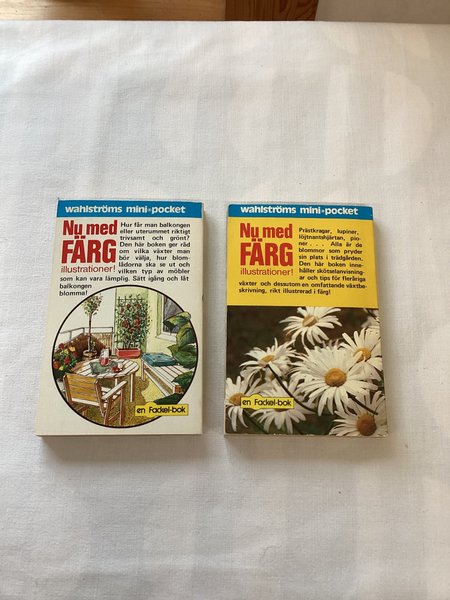 wahlströms mini-pocket
Nu med
FÄRG
illustrationer!
Hur får man balkongen
eller uterummet riktigt
trivsamt och grönt?
Den här boken ger råd
om vilka växter man
bör välja, hur blom-
lådorna ska se ut och
vilken typ av möbler
som kan vara lämplig. Sätt igång och låt
balkongen
blomma!
en Fackel-bok
wahlströms mini-pocket
Nu med
FÄRG
illustrationer!
Prästkragar, lupiner,
löjtnantshjärtan, pio-
ner . . . Alla är de
blommor som pryder
sin plats i trädgården.
Den här boken inne-
håller skötselanvisning-
ar och tips för fleråriga
växter och dessutom en omfattande växtbe-
skrivning, rikt illustrerad i färg!
en Fackel-bok